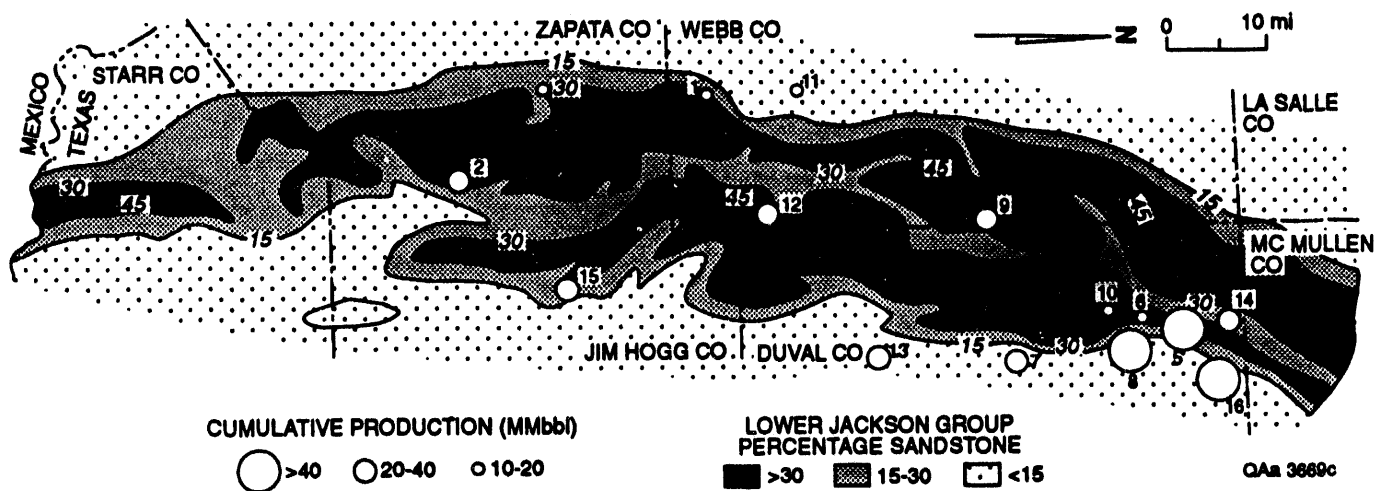 ZAPATA CO
WEBB CO
N
0 10 mi
MEXICO
TEXAS
STARR CO
15
30
1
11
LA SALLE CO
30
45
2
45
30
45
15
45
12
9
15
30
15
MC MULLEN CO
10
6
30
14
JIM HOGG CO
DUVAL CO
13
15
7
30
8
5
16
CUMULATIVE PRODUCTION (MMbbl)
>40
20-40
10-20
LOWER JACKSON GROUP
PERCENTAGE SANDSTONE
>30
15-30
<15
QAa 3669c